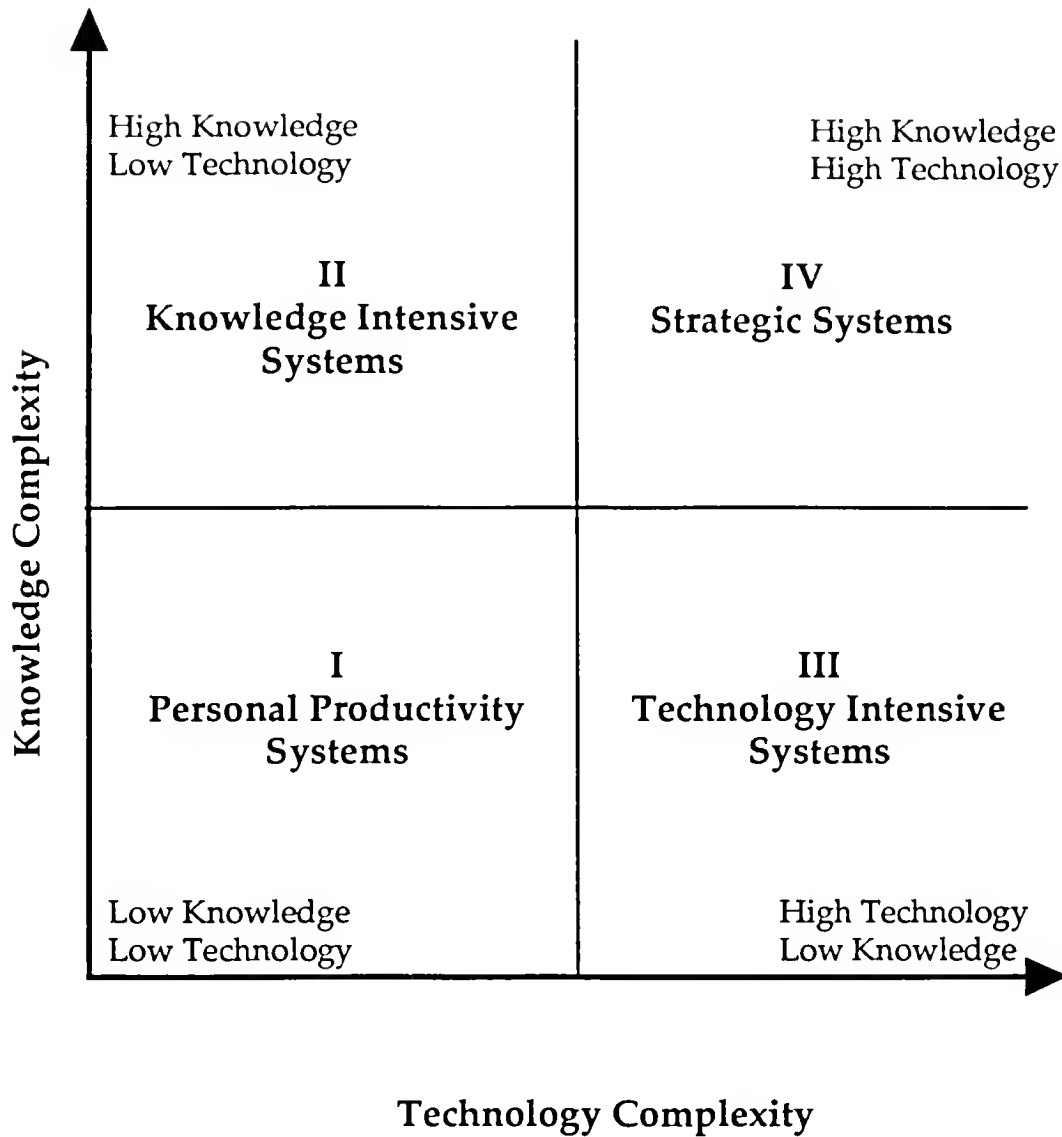 High Knowledge
Low Technology
High Knowledge
High Technology
II
Knowledge Intensive
Systems
IV
Strategic Systems
Knowledge Complexity
I
Personal Productivity
Systems
III
Technology Intensive
Systems
Low Knowledge
Low Technology
High Technology
Low Knowledge
Technology Complexity